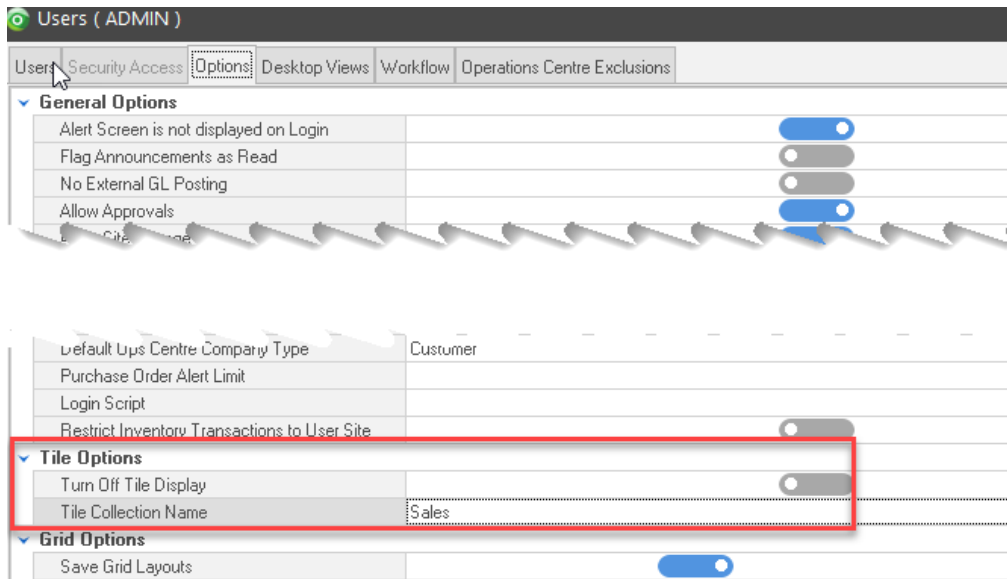 Users ( ADMIN )
Users Security Access Options Desktop Views Workflow Operations Centre Exclusions
General Options
Alert Screen is not displayed on Login
Flag Announcements as Read
No External GL Posting
Allow Approvals
Site
Default Ops Centre Company Type Customer
Purchase Order Alert Limit
Login Script
Restrict Inventory Transactions to User Site
Tile Options
Turn Off Tile Display
Tile Collection Name Sales
Grid Options
Save Grid Layouts